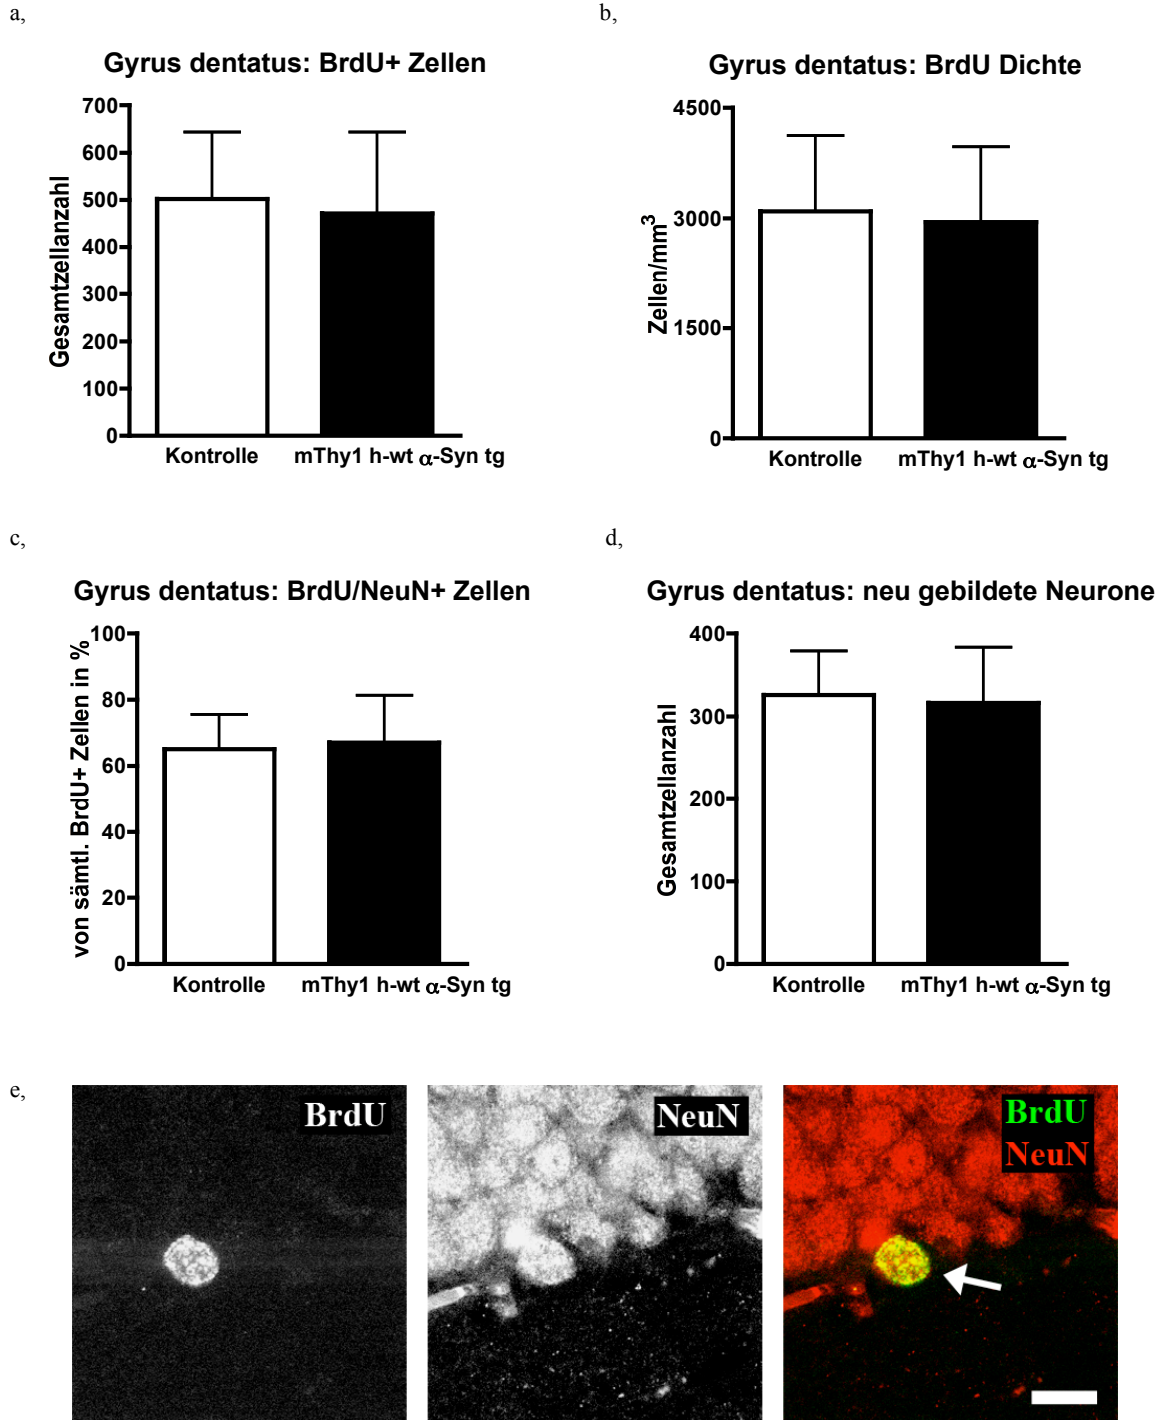 a,
Gyrus dentatus: BrdU+ Zellen
Gesamtzellanzahl
700
600
500
400
300
200
100
0
Kontrolle
mThy1 h-wt α-Syn tg
b,
Gyrus dentatus: BrdU Dichte
Zellen/mm³
4500
3000
1500
0
Kontrolle
mThy1 h-wt α-Syn tg
c,
Gyrus dentatus: BrdU/NeuN+ Zellen
von sämtl. BrdU+ Zellen in %
100
80
60
40
20
0
Kontrolle
mThy1 h-wt α-Syn tg
d,
Gyrus dentatus: neu gebildete Neurone
Gesamtzellanzahl
400
300
200
100
0
Kontrolle
mThy1 h-wt α-Syn tg
e,
BrdU
NeuN
BrdU
NeuN